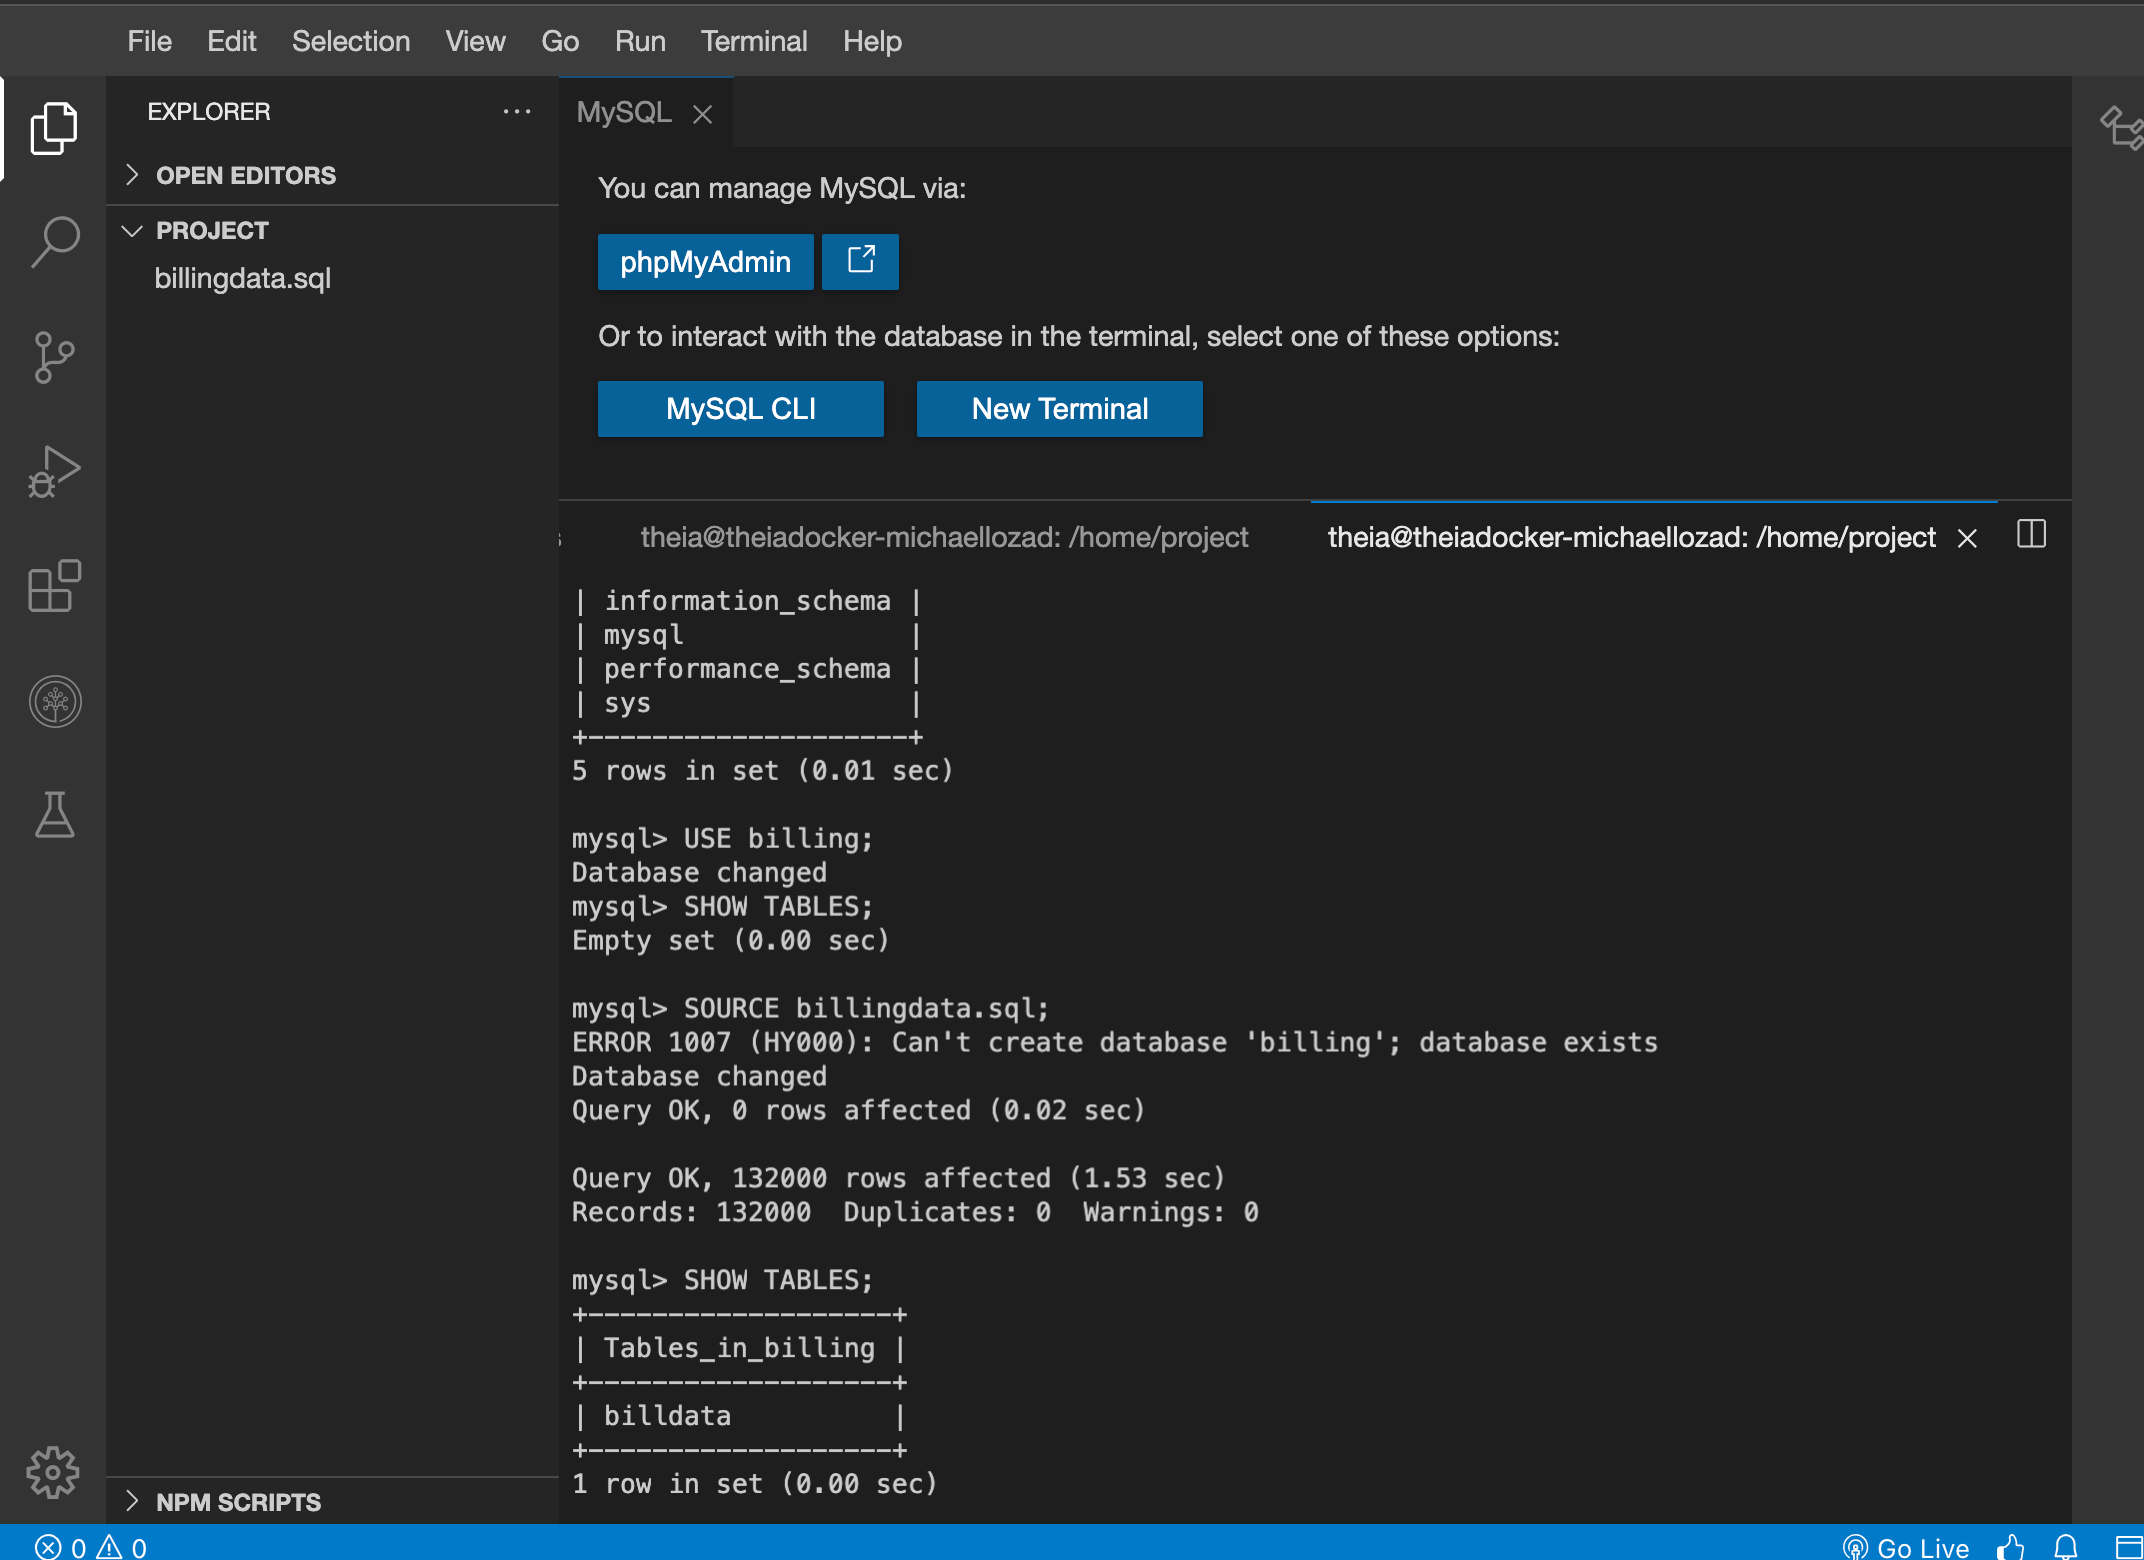 File Edit Selection View Go Run Terminal Help
EXPLORER
OPEN EDITORS
PROJECT
billingdata.sql
NPM SCRIPTS
MySQL
You can manage MySQL via:
phpMyAdmin
Or to interact with the database in the terminal, select one of these options:
MySQL CLI New Terminal
theia@theiadocker-michaellozad: /home/project theia@theiadocker-michaellozad: /home/project
| information_schema |
| mysql |
| performance_schema |
| sys |
+--------------------+
5 rows in set (0.01 sec)
mysql> USE billing;
Database changed
mysql> SHOW TABLES;
Empty set (0.00 sec)
mysql> SOURCE billingdata.sql;
ERROR 1007 (HY000): Can't create database 'billing'; database exists
Database changed
Query OK, 0 rows affected (0.02 sec)
Query OK, 132000 rows affected (1.53 sec)
Records: 132000  Duplicates: 0  Warnings: 0
mysql> SHOW TABLES;
+-------------------+
| Tables_in_billing |
+-------------------+
| billdata |
+-------------------+
1 row in set (0.00 sec)
0 0
Go Live